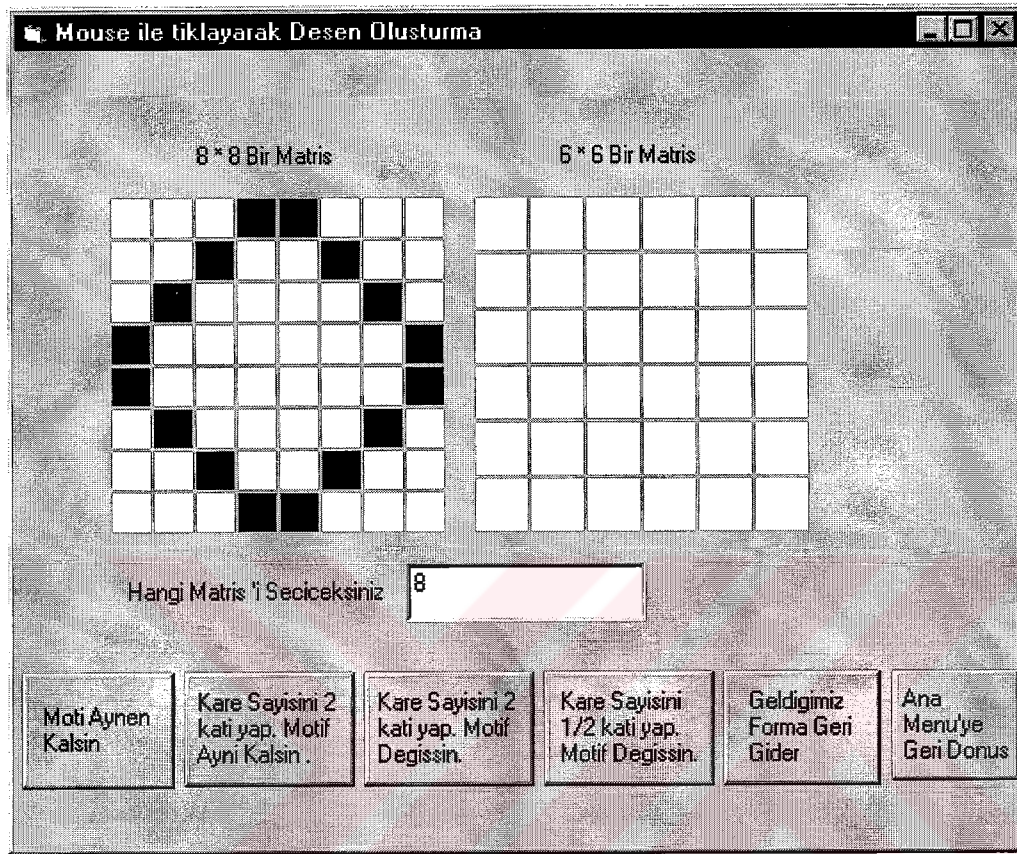 Mouse ile tiklayarak Desen Olusturma
8 * 8 Bir Matris
6 * 6 Bir Matris
Hangi Matris 'i Seciceksiniz
8
Moti Aynen
Kalsin
Kare Sayisini 2
kati yap. Motif
Ayni Kalsin .
Kare Sayisini 2
kati yap. Motif
Degissin.
Kare Sayisini
1/2 kati yap.
Motif Degissin.
Geldigimiz
Forma Geri
Gider
Ana
Menu'ye
Geri Donus